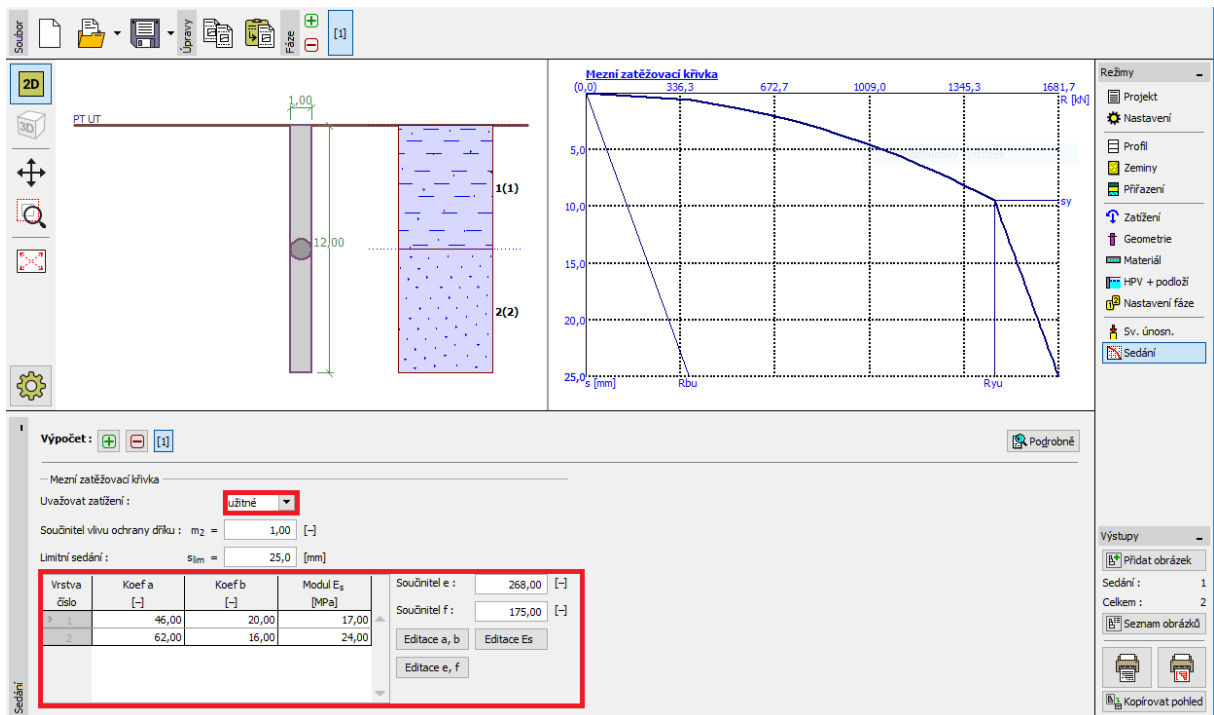 Soubor
Úpravy
Fáze
[1]
2D
3D
PT UT
1,00
12,00
1(1)
2(2)
Mezní zatěžovací křivka
(0,0) 336,3 672,7 1009,0 1345,3 1681,7
R [kN]
5,0
10,0
sy
15,0
20,0
25,0
s [mm]
Rbu
Ryu
Režimy
Projekt
Nastavení
Profil
Zeminy
Přiřazení
Zatížení
Geometrie
Materiál
HPV + podloží
Nastavení fáze
Sv. únosn.
Sedání
Výpočet : [1]
Podrobně
Mezní zatěžovací křivka
Uvažovat zatížení : užitné
Součinitel vlivu ochrany dříku : m2 = 1,00 [–]
Limitní sedání : slim = 25,0 [mm]
Vrstva Koef a Koef b Modul Es
číslo [–] [–] [MPa]
> 1 46,00 20,00 17,00
2 62,00 16,00 24,00
Součinitel e : 268,00 [–]
Součinitel f : 175,00 [–]
Editace a, b Editace Es
Editace e, f
Sedání
Výstupy
Přidat obrázek
Sedání : 1
Celkem : 2
Seznam obrázků
Kopírovat pohled